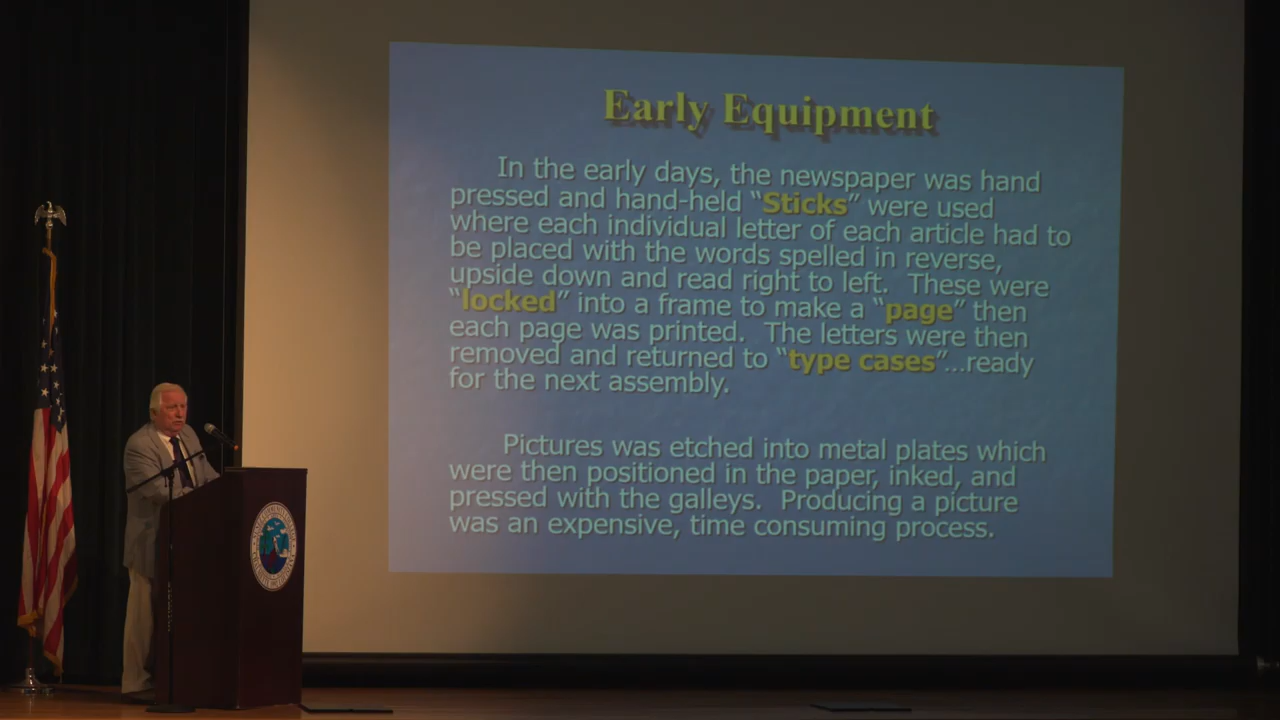 Early Equipment
In the early days, the newspaper was hand
pressed and hand-held “Sticks” were used
where each individual letter of each article had to
be placed with the words spelled in reverse,
upside down and read right to left. These were
“locked” into a frame to make a “page” then
each page was printed. The letters were then
removed and returned to “type cases”...ready
for the next assembly.
Pictures was etched into metal plates which
were then positioned in the paper, inked, and
pressed with the galleys. Producing a picture
was an expensive, time consuming process.